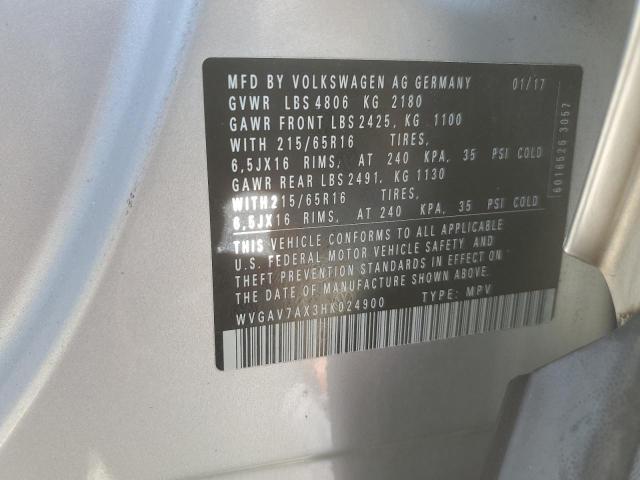 MFD BY VOLKSWAGEN AG GERMANY 01/17
GVWR LBS 4806 KG 2180
GAWR FRONT LBS 2425, KG 1100
WITH 215/65R16 TIRES,
6,5JX16 RIMS, AT 240 KPA, 35 PSI COLD
GAWR REAR LBS 2491, KG 1130
WITH 215/65R16 TIRES,
6,5JX16 RIMS, AT 240 KPA, 35 PSI COLD
THIS VEHICLE CONFORMS TO ALL APPLICABLE
U.S. FEDERAL MOTOR VEHICLE SAFETY AND
THEFT PREVENTION STANDARDS IN EFFECT ON
THE DATE OF MANUFACTURE SHOWN ABOVE.
WVGAV7AX3HK024900 TYPE: MPV
6016526 3057